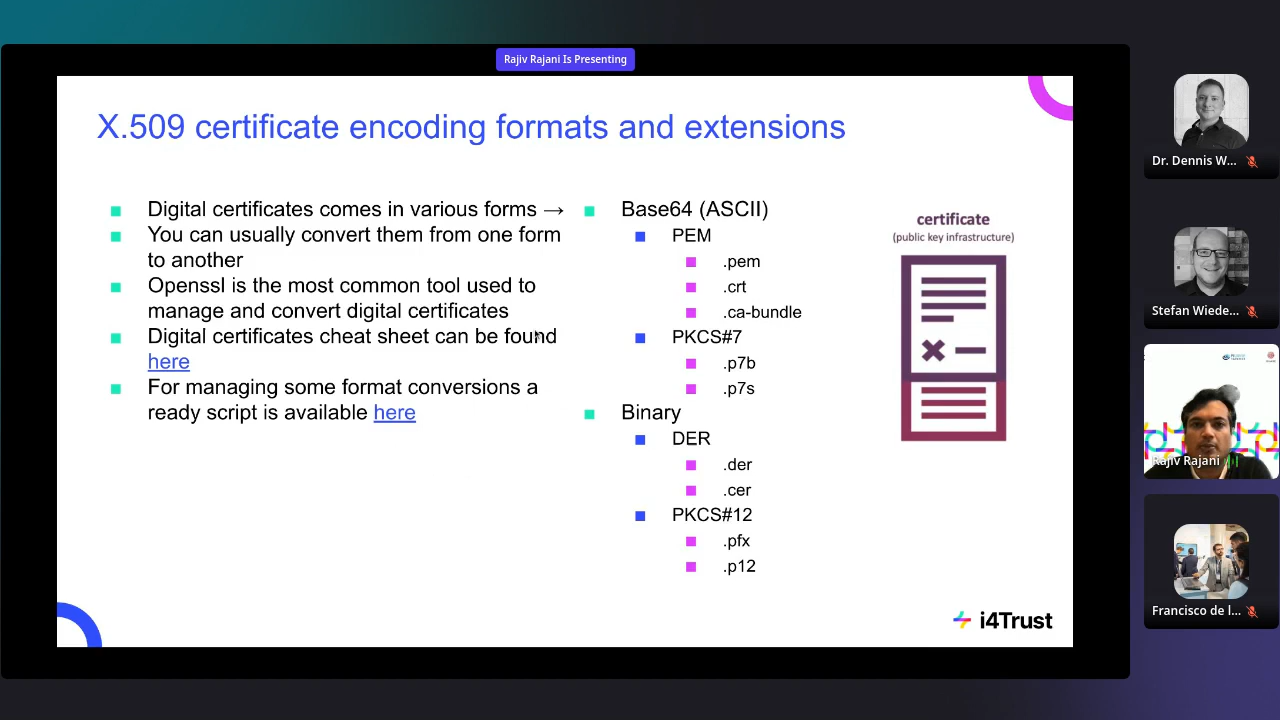 Rajiv Rajani Is Presenting
X.509 certificate encoding formats and extensions
Digital certificates comes in various forms →
You can usually convert them from one form
to another
Openssl is the most common tool used to
manage and convert digital certificates
Digital certificates cheat sheet can be found
here
For managing some format conversions a
ready script is available here
Base64 (ASCII)
PEM
.pem
.crt
.ca-bundle
PKCS#7
.p7b
.p7s
Binary
DER
.der
.cer
PKCS#12
.pfx
.p12
certificate
(public key infrastructure)
i4Trust
Dr. Dennis W...
Stefan Wiede...
Rajiv Rajani
Francisco de l...